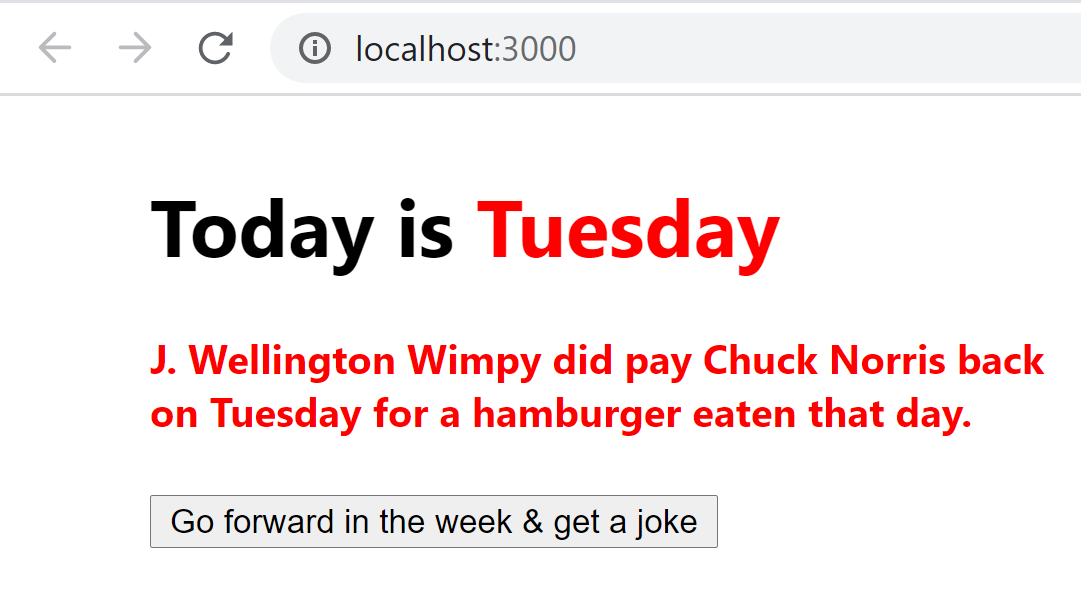 localhost:3000
Today is Tuesday
J. Wellington Wimpy did pay Chuck Norris back
on Tuesday for a hamburger eaten that day.
Go forward in the week & get a joke